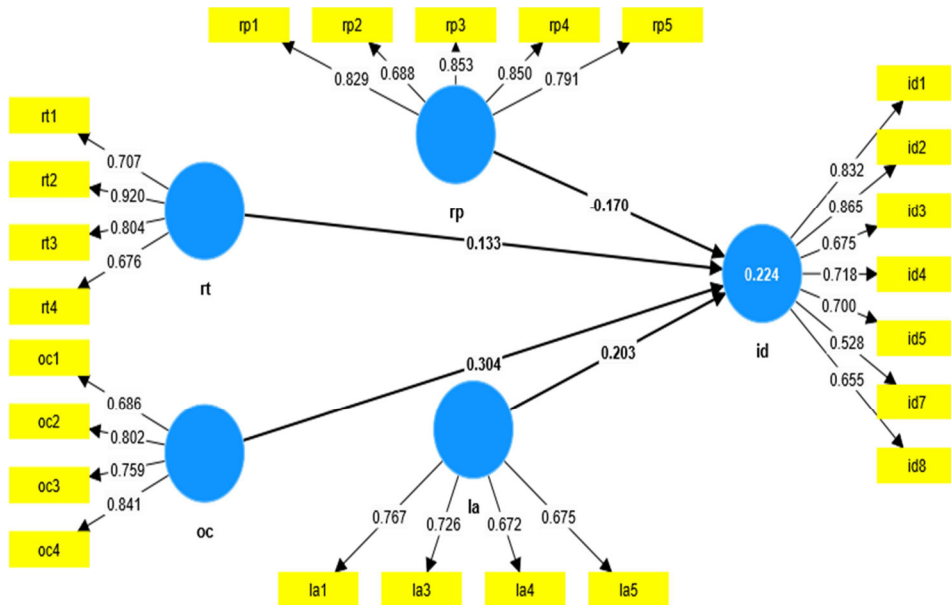 rp1 rp2 rp3 rp4 rp5
0.829 0.688 0.853 0.850 0.791
rp
rt1
rt2
rt3
rt4
0.707
0.920
0.804
0.676
rt
oc1
oc2
oc3
oc4
0.686
0.802
0.759
0.841
oc
-0.170
0.133
0.304
0.203
la
0.767 0.726 0.672 0.675
la1 la3 la4 la5
0.224
id
0.832
0.865
0.675
0.718
0.700
0.528
0.655
id1
id2
id3
id4
id5
id7
id8